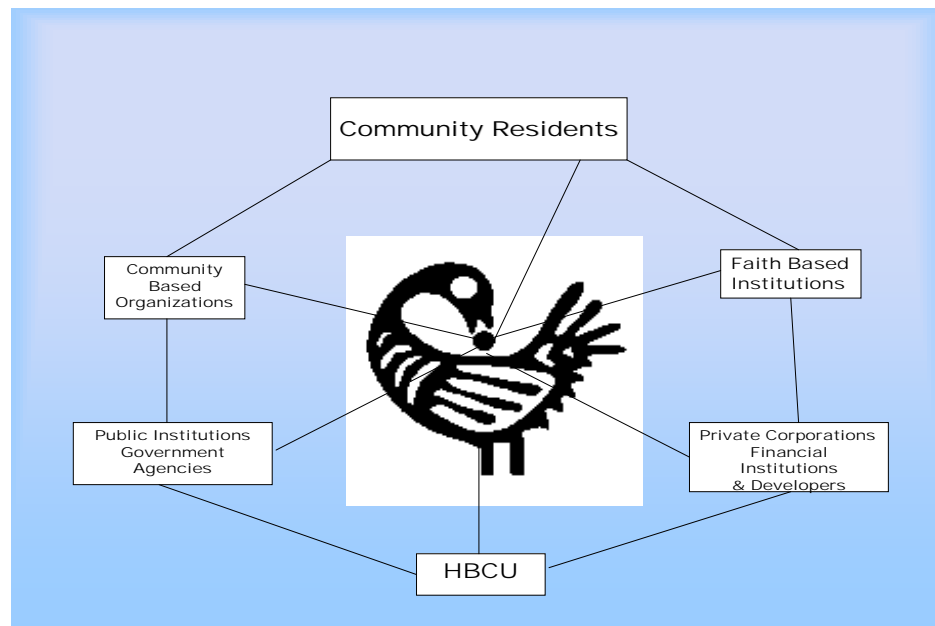 Community Residents
Community
Based
Organizations
Faith Based
Institutions
Public Institutions
Government
Agencies
Private Corporations
Financial
Institutions
& Developers
HBCU